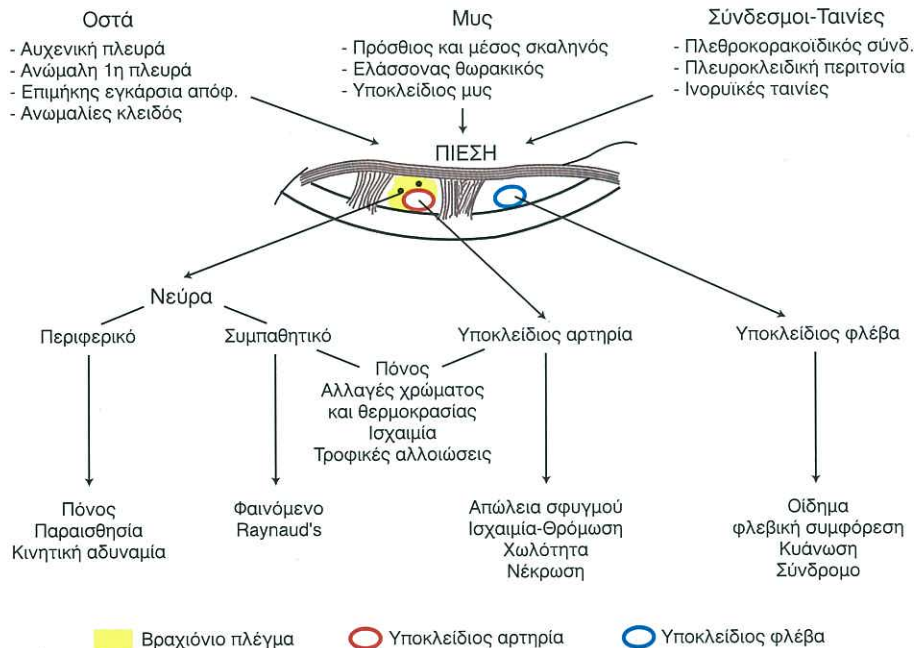 Οστά
- Αυχενική πλευρά
- Ανώμαλη 1η πλευρά
- Επιμήκης εγκάρσια απόφ.
- Ανωμαλίες κλειδός
Μυς
- Πρόσθιος και μέσος σκαληνός
- Ελάσσονας θωρακικός
- Υποκλείδιος μυς
Σύνδεσμοι-Ταινίες
- Πλεθροκορακοϊδικός σύνδ.
- Πλευροκλειδική περιτονία
- Ινορυϊκές ταινίες
ΠΙΕΣΗ
Νεύρα
Περιφερικό
Συμπαθητικό
Υποκλείδιος αρτηρία
Υποκλείδιος φλέβα
Πόνος
Αλλαγές χρώματος
και θερμοκρασίας
Ισχαιμία
Τροφικές αλλοιώσεις
Πόνος
Παραισθησία
Κινητική αδυναμία
Φαινόμενο
Raynaud's
Απώλεια σφυγμού
Ισχαιμία-Θρόμωση
Χωλότητα
Νέκρωση
Οίδημα
φλεβική συμφόρεση
Κυάνωση
Σύνδρομο
Βραχιόνιο πλέγμα
Υποκλείδιος αρτηρία
Υποκλείδιος φλέβα